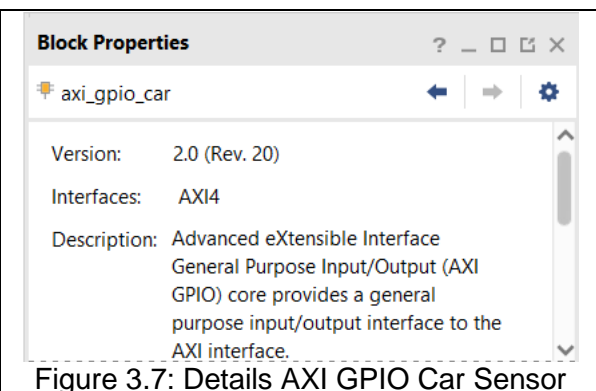 Block Properties
axi_gpio_car
Version: 2.0 (Rev. 20)
Interfaces: AXI4
Description: Advanced eXtensible Interface
General Purpose Input/Output (AXI
GPIO) core provides a general
purpose input/output interface to the
AXI interface.
Figure 3.7: Details AXI GPIO Car Sensor